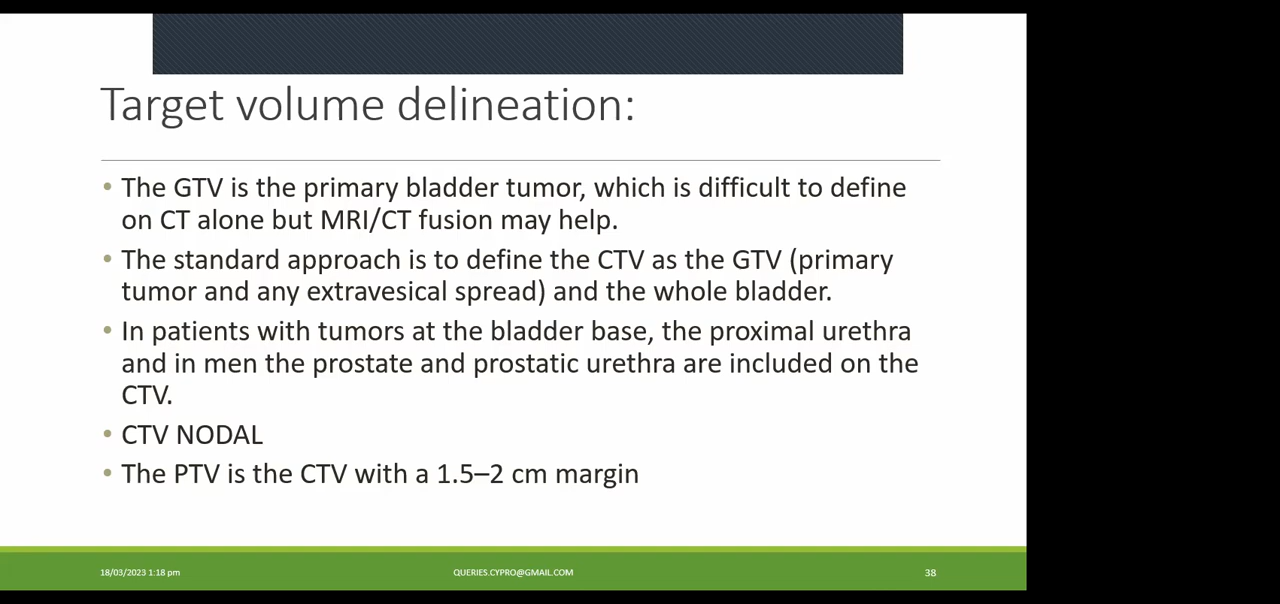 Target volume delineation:
• The GTV is the primary bladder tumor, which is difficult to define
on CT alone but MRI/CT fusion may help.
• The standard approach is to define the CTV as the GTV (primary
tumor and any extravesical spread) and the whole bladder.
• In patients with tumors at the bladder base, the proximal urethra
and in men the prostate and prostatic urethra are included on the
CTV.
• CTV NODAL
• The PTV is the CTV with a 1.5–2 cm margin
18/03/2023 1:18 pm
QUERIES.CYPRO@GMAIL.COM
38